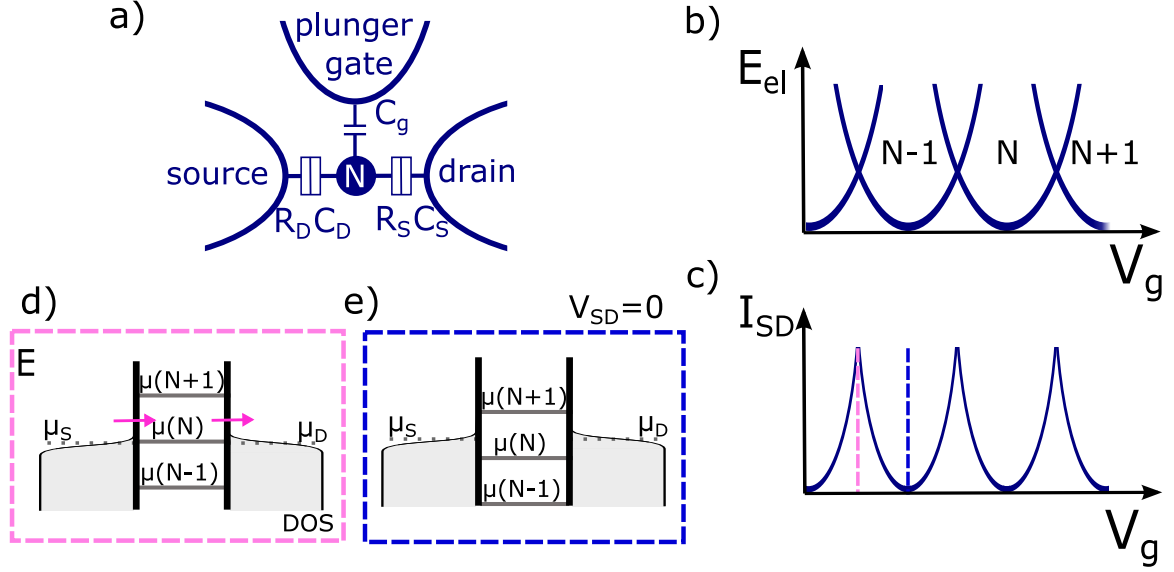 a)
plunger
gate
C_g
source
N
drain
R_D C_D
R_S C_S
b)
E_el
N-1
N
N+1
V_g
c)
I_SD
V_g
d)
E
μ(N+1)
μ_S
μ(N)
μ_D
μ(N-1)
DOS
e)
V_SD=0
μ(N+1)
μ_S
μ(N)
μ_D
μ(N-1)